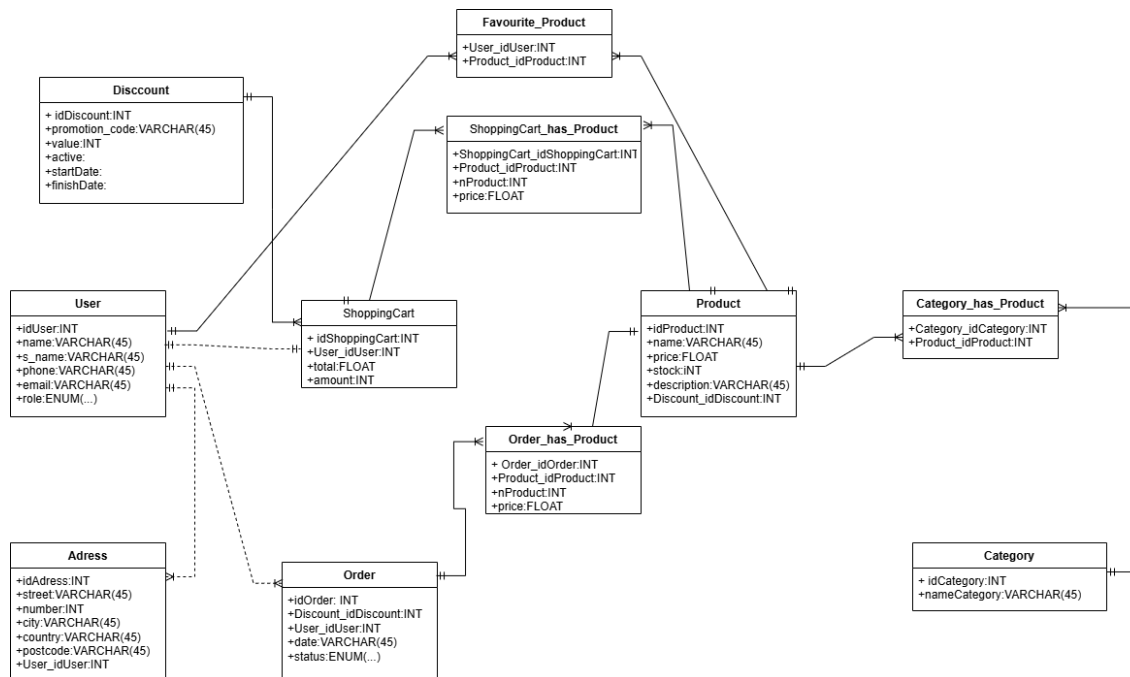 Favourite_Product
+User_idUser:INT
+Product_idProduct:INT
Disccount
+ idDiscount:INT
+promotion_code:VARCHAR(45)
+value:INT
+active:
+startDate:
+finishDate:
ShoppingCart_has_Product
+ShoppingCart_idShoppingCart:INT
+Product_idProduct:INT
+nProduct:INT
+price:FLOAT
User
+idUser:INT
+name:VARCHAR(45)
+s_name:VARCHAR(45)
+phone:VARCHAR(45)
+email:VARCHAR(45)
+role:ENUM(...)
ShoppingCart
+ idShoppingCart:INT
+User_idUser:INT
+total:FLOAT
+amount:INT
Product
+idProduct:INT
+name:VARCHAR(45)
+price:FLOAT
+stock:iNT
+description:VARCHAR(45)
+Discount_idDiscount:INT
Category_has_Product
+Category_idCategory:INT
+Product_idProduct:INT
Order_has_Product
+ Order_idOrder:INT
+Product_idProduct:INT
+nProduct:INT
+price:FLOAT
Adress
+idAdress:INT
+street:VARCHAR(45)
+number:INT
+city:VARCHAR(45)
+country:VARCHAR(45)
+postcode:VARCHAR(45)
+User_idUser:INT
Order
+idOrder: INT
+Discount_idDiscount:INT
+User_idUser:INT
+date:VARCHAR(45)
+status:ENUM(...)
Category
+ idCategory:INT
+nameCategory:VARCHAR(45)